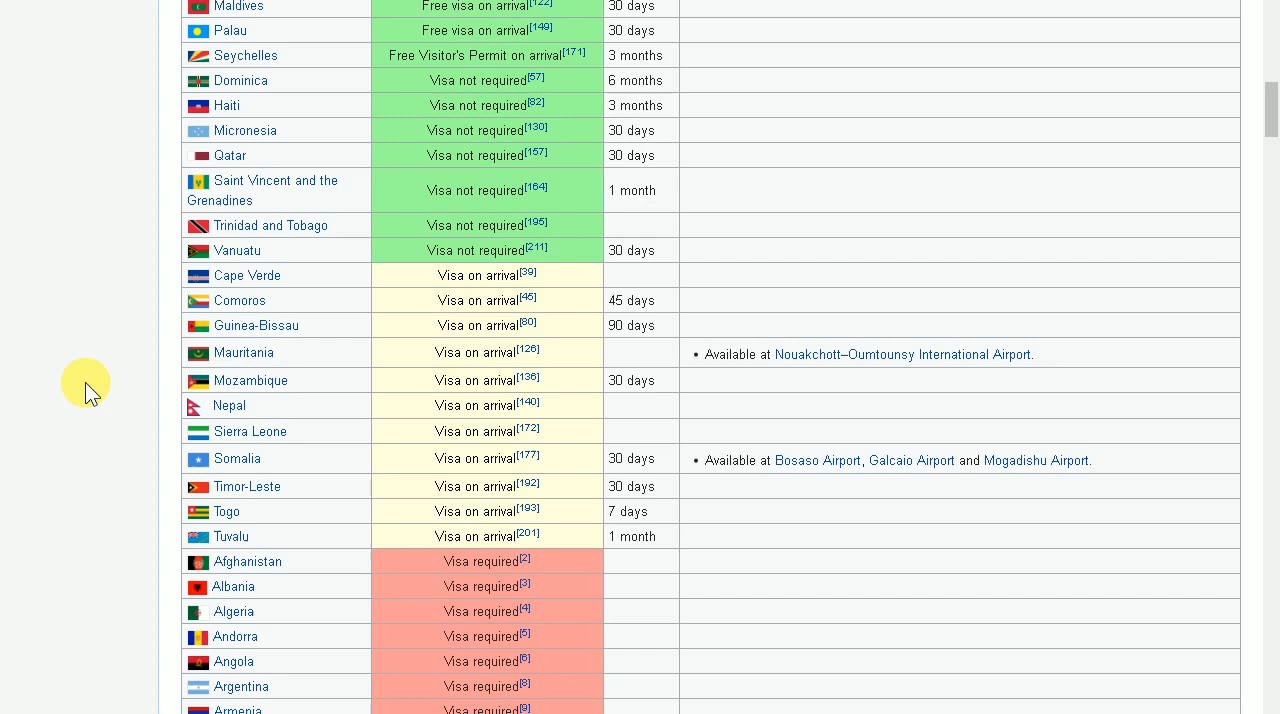 Maldives Free visa on arrival[122]
Palau Free visa on arrival[149]
Seychelles Free Visitor's Permit on arrival[171] 3 months
Dominica Visa not required[57] 6 months
Haiti Visa not required[82] 3 months
Micronesia Visa not required[130] 30 days
Qatar Visa not required[157] 30 days
Saint Vincent and the Grenadines Visa not required[164] 1 month
Trinidad and Tobago Visa not required[195]
Vanuatu Visa not required[211] 30 days
Cape Verde Visa on arrival[39]
Comoros Visa on arrival[45] 45 days
Guinea-Bissau Visa on arrival[80] 90 days
Mauritania Visa on arrival[126] • Available at Nouakchott–Oumtounsy International Airport.
Mozambique Visa on arrival[136] 30 days
Nepal Visa on arrival[140]
Sierra Leone Visa on arrival[172]
Somalia Visa on arrival[177] 30 days • Available at Bosaso Airport, Galcaio Airport and Mogadishu Airport.
Timor-Leste Visa on arrival[192] 30 days
Togo Visa on arrival[193] 7
Tuvalu Visa on arrival[201] 1 month
Afghanistan Visa required[2]
Albania Visa required[3]
Algeria Visa required[4]
Andorra Visa required[5]
Angola Visa required[6]
Argentina Visa required[8]
Armenia [9]